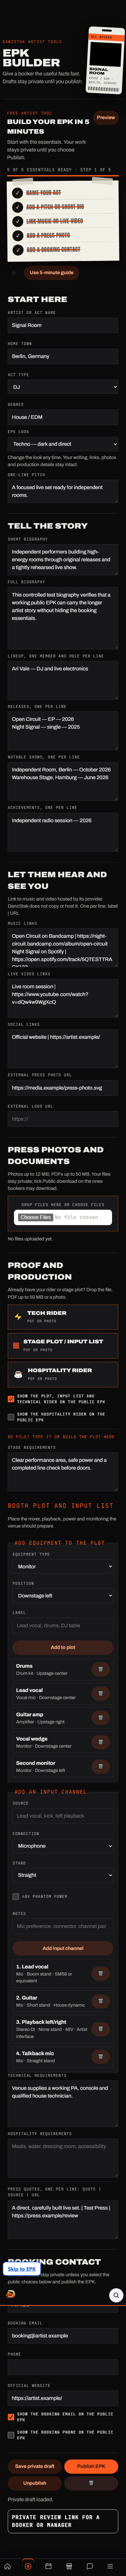 DANCETAX ARTIST TOOLS
EPK BUILDER
Give a booker the useful facts fast. Drafts stay private until you publish.
ALL ACCESS
SIGNAL ROOM
FREE ARTIST TOOL
BUILD YOUR EPK IN 5 MINUTES
Preview
Start with the essentials. Your work stays private until you choose Publish.
5 OF 5 ESSENTIALS READY · STEP 1 OF 5
NAME YOUR ACT
ADD A PITCH OR SHORT BIO
LINK MUSIC OR LIVE VIDEO
ADD A PRESS PHOTO
ADD A BOOKING CONTACT
Use 5-minute guide
START HERE
ARTIST OR ACT NAME
Signal Room
HOME TOWN
Berlin, Germany
ACT TYPE
DJ
GENRES
House / EDM
EPK LOOK
Techno — dark and direct
Change the look any time. Your writing, links, photos and production details stay intact.
ONE-LINE PITCH
A focused live set ready for independent rooms.
TELL THE STORY
SHORT BIOGRAPHY
Independent performers building high-energy rooms through original releases and a tightly rehearsed live show.
FULL BIOGRAPHY
This controlled test biography verifies that a working public EPK can carry the longer artist story without hiding the booking essentials.
LINEUP, ONE MEMBER AND ROLE PER LINE
Ari Vale — DJ and live electronics
RELEASES, ONE PER LINE
Open Circuit — EP — 2026
Night Signal — single — 2025
NOTABLE SHOWS, ONE PER LINE
Independent Room, Berlin — October 2026
Warehouse Stage, Hamburg — June 2026
ACHIEVEMENTS, ONE PER LINE
Independent radio session — 2026
LET THEM HEAR AND SEE YOU
MUSIC LINKS
Open Circuit on Bandcamp | https://night-circuit.bandcamp.com/album/open-circuit
Night Signal on Spotify |
LIVE VIDEO LINKS
Live room session |
https://www.youtube.com/watch?v=dQw4w9WgXcQ
SOCIAL LINKS
Official website | https://artist.example/
EXTERNAL PRESS PHOTO URL
https://media.example/press-photo.svg
EXTERNAL LOGO URL
https://
PRESS PHOTOS AND DOCUMENTS
Photos up to 12 MB, PDFs up to 50 MB. Your files stay private; tick Public download on the ones bookers may download.
DROP FILES HERE OR CHOOSE FILES
Choose Files No file chosen
No files uploaded yet.
PROOF AND PRODUCTION
Already have your rider or stage plot? Drop the file. PDF up to 50 MB or a photo.
TECH RIDER
PDF OR PHOTO
STAGE PLOT / INPUT LIST
PDF OR PHOTO
HOSPITALITY RIDER
PDF OR PHOTO
SHOW THE PLOT, INPUT LIST AND TECHNICAL RIDER ON THE PUBLIC EPK
SHOW THE HOSPITALITY RIDER ON THE PUBLIC EPK
NO FILE? TYPE IT OR BUILD THE PLOT HERE
STAGE REQUIREMENTS
Clear performance area, safe power and a completed line check before doors.
BOOTH PLOT AND INPUT LIST
Place the mixer, playback, power and monitoring the venue should prepare.
ADD EQUIPMENT TO THE PLOT
EQUIPMENT TYPE
Monitor
POSITION
Downstage left
LABEL
Lead vocal, drums, DJ table
Add to plot
Drums
Drum kit · Upstage center
Lead vocal
Vocal mic · Downstage center
Guitar amp
Amplifier · Upstage right
Vocal wedge
Monitor · Downstage center
Second monitor
Monitor · Downstage left
ADD AN INPUT CHANNEL
SOURCE
Lead vocal, kick, playback left
CONNECTION
Microphone
STAND
Straight
48V PHANTOM POWER
NOTES
Mic preference, connector, channel pair
Add input channel
1. Lead vocal
Mic · Boom stand · SM58 or equivalent
2. Guitar
Mic · Short stand · House dynamic
3. Playback left/right
Stereo DI · None stand · 48V · Artist interface
4. Talkback mic
Mic · Straight stand
TECHNICAL REQUIREMENTS
Venue supplies a working PA, console and qualified house technician.
HOSPITALITY REQUIREMENTS
Meals, water, dressing room, accessibility
PRESS QUOTES, ONE PER LINE: QUOTE | SOURCE | URL
A direct, carefully built live set. | Test Press | https://press.example/review
BOOKING CONTACT
Skip to EPK
BOOKING EMAIL
booking@artist.example
PHONE
OFFICIAL WEBSITE
https://artist.example/
SHOW THE BOOKING EMAIL ON THE PUBLIC EPK
SHOW THE BOOKING PHONE ON THE PUBLIC EPK
Save private draft
Publish EPK
Unpublish
Private draft loaded.
PRIVATE REVIEW LINK FOR A BOOKER OR MANAGER